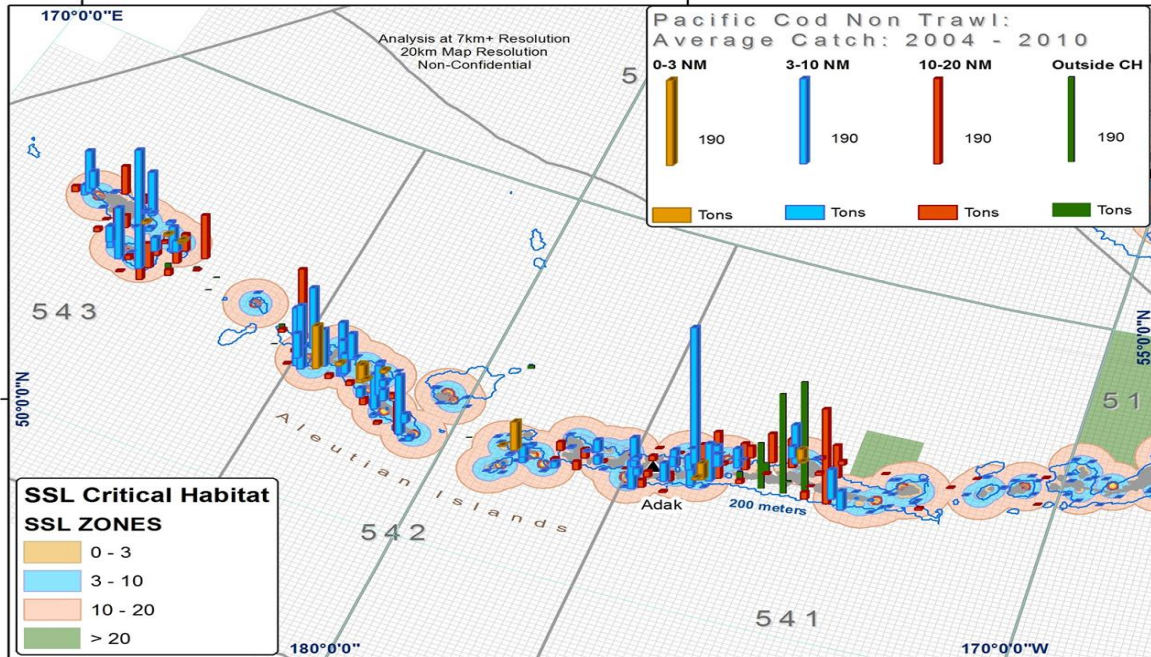 170°0'0"E
Analysis at 7km+ Resolution
20km Map Resolution
Non-Confidential
5
Pacific Cod Non Trawl:
Average Catch: 2004 - 2010
0-3 NM 3-10 NM 10-20 NM Outside CH
190 190 190 190
Tons Tons Tons Tons
543
50°0'0"N
55°0'0"N
51
Aleutian Islands
Adak
200 meters
542
541
SSL Critical Habitat
SSL ZONES
0 - 3
3 - 10
10 - 20
> 20
180°0'0"
170°0'0"W